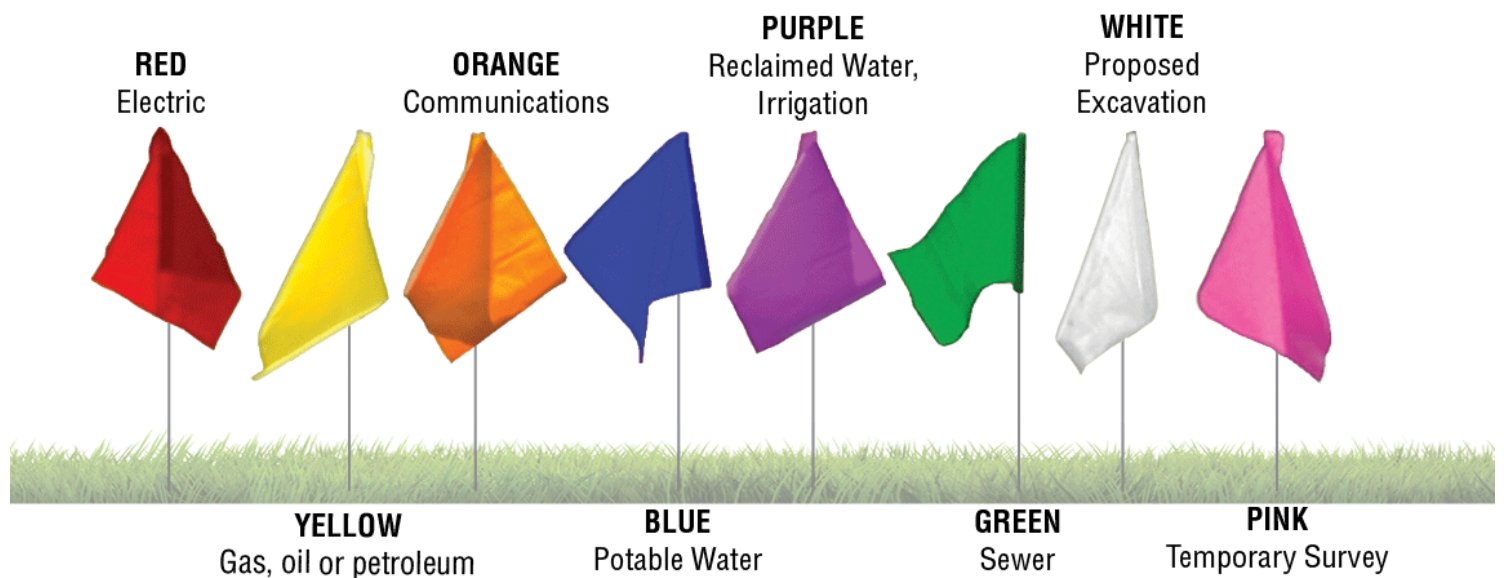 RED
Electric
YELLOW
Gas, oil or petroleum
ORANGE
Communications
BLUE
Potable Water
PURPLE
Reclaimed Water,
Irrigation
GREEN
Sewer
WHITE
Proposed
Excavation
PINK
Temporary Survey